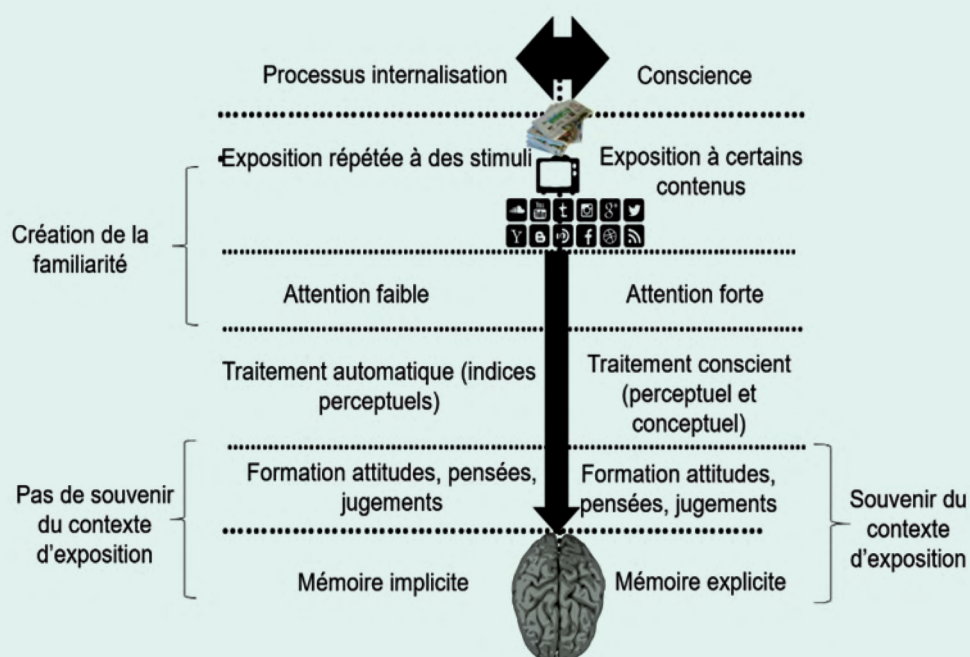 Processus internalisation
Conscience
Exposition répétée à des stimuli
Exposition à certains
contenus
You
Tube
t
g+
Y
B
f
Création de la
familiarité
Attention faible
Attention forte
Traitement automatique (indices
perceptuels)
Traitement conscient
(perceptuel et
conceptuel)
Formation attitudes, pensées,
jugements
Formation attitudes,
pensées, jugements
Pas de souvenir
du contexte
d’exposition
Souvenir du
contexte
d’exposition
Mémoire implicite
Mémoire explicite